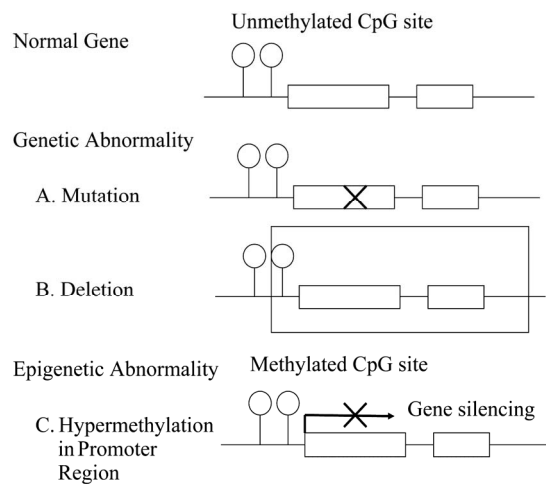 Unmethylated CpG site
Normal Gene
Genetic Abnormality
A. Mutation
B. Deletion
Epigenetic Abnormality
Methylated CpG site
Gene silencing
C. Hypermethylation
in Promoter
Region